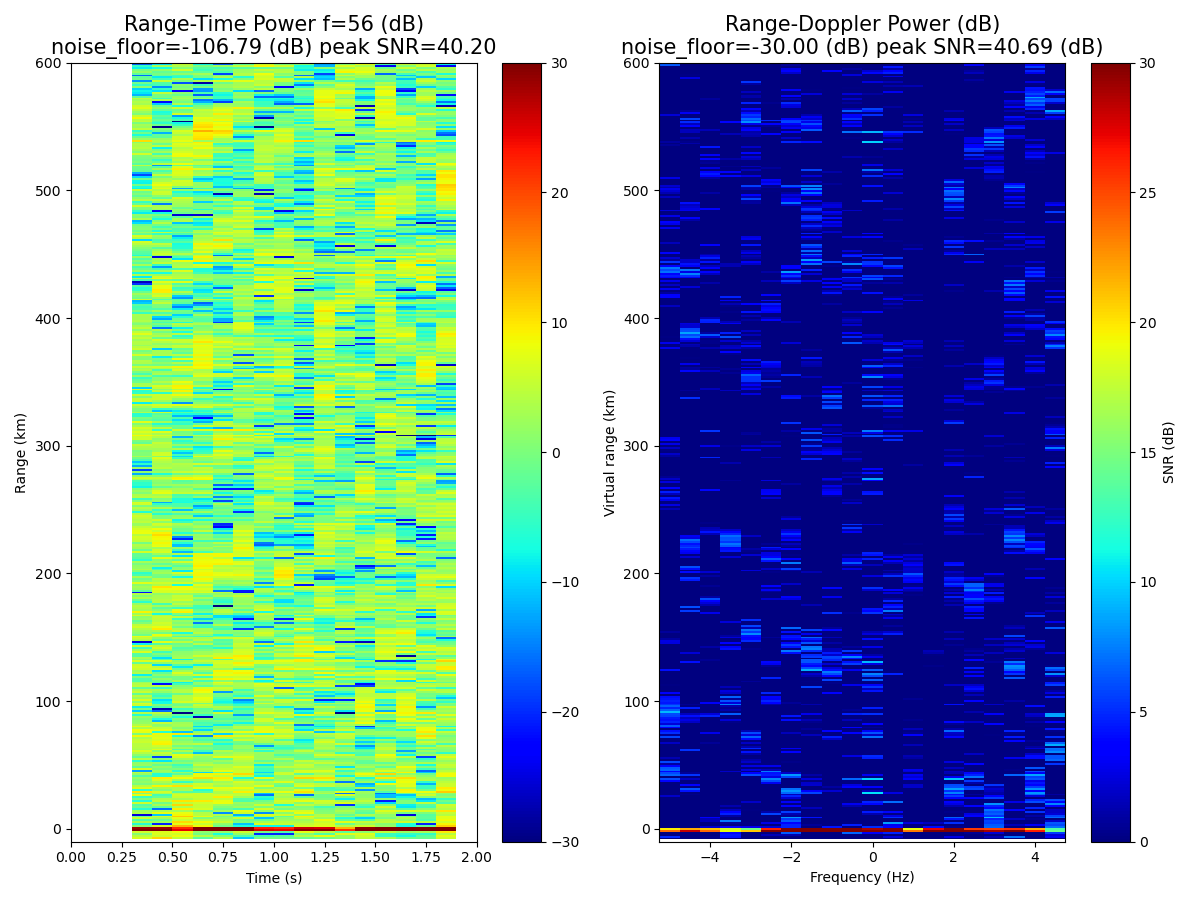 Range-Time Power f=56 (dB)
noise_floor=-106.79 (dB) peak SNR=40.20
600
500
400
300
200
100
0
Range (km)
0.00 0.25 0.50 0.75 1.00 1.25 1.50 1.75 2.00
Time (s)
30
20
10
0
−10
−20
−30
Range-Doppler Power (dB)
noise_floor=-30.00 (dB) peak SNR=40.69 (dB)
600
500
400
300
200
100
0
Virtual range (km)
−4 −2 0 2 4
Frequency (Hz)
30
25
20
15
10
5
0
SNR (dB)